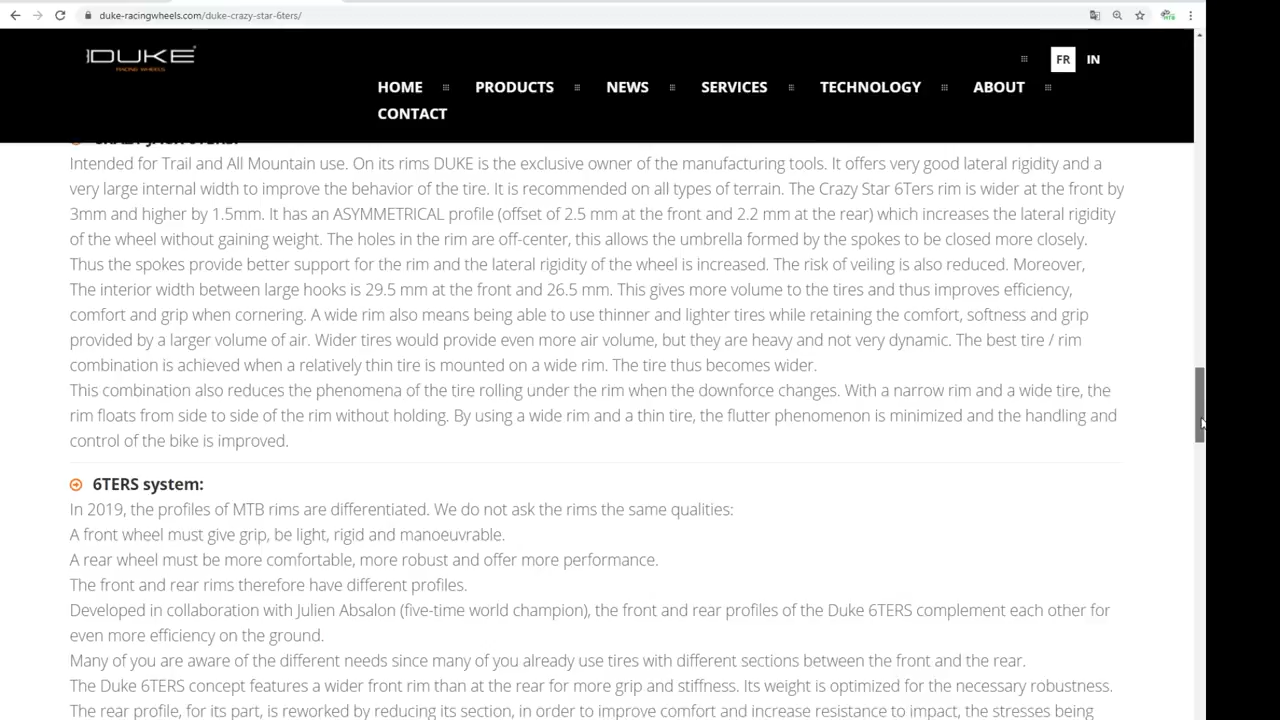 duke-racingwheels.com/duke-crazy-star-6ters/
DUKE
RACING WHEELS
FR IN
HOME PRODUCTS NEWS SERVICES TECHNOLOGY ABOUT
CONTACT
Intended for Trail and All Mountain use. On its rims DUKE is the exclusive owner of the manufacturing tools. It offers very good lateral rigidity and a
very large internal width to improve the behavior of the tire. It is recommended on all types of terrain. The Crazy Star 6Ters rim is wider at the front by
3mm and higher by 1.5mm. It has an ASYMMETRICAL profile (offset of 2.5 mm at the front and 2.2 mm at the rear) which increases the lateral rigidity
of the wheel without gaining weight. The holes in the rim are off-center, this allows the umbrella formed by the spokes to be closed more closely.
Thus the spokes provide better support for the rim and the lateral rigidity of the wheel is increased. The risk of veiling is also reduced. Moreover,
The interior width between large hooks is 29.5 mm at the front and 26.5 mm. This gives more volume to the tires and thus improves efficiency,
comfort and grip when cornering. A wide rim also means being able to use thinner and lighter tires while retaining the comfort, softness and grip
provided by a larger volume of air. Wider tires would provide even more air volume, but they are heavy and not very dynamic. The best tire / rim
combination is achieved when a relatively thin tire is mounted on a wide rim. The tire thus becomes wider.
This combination also reduces the phenomena of the tire rolling under the rim when the downforce changes. With a narrow rim and a wide tire, the
rim floats from side to side of the rim without holding. By using a wide rim and a thin tire, the flutter phenomenon is minimized and the handling and
control of the bike is improved.
6TERS system:
In 2019, the profiles of MTB rims are differentiated. We do not ask the rims the same qualities:
A front wheel must give grip, be light, rigid and manoeuvrable.
A rear wheel must be more comfortable, more robust and offer more performance.
The front and rear rims therefore have different profiles.
Developed in collaboration with Julien Absalon (five-time world champion), the front and rear profiles of the Duke 6TERS complement each other for
even more efficiency on the ground.
Many of you are aware of the different needs since many of you already use tires with different sections between the front and the rear.
The Duke 6TERS concept features a wider front rim than at the rear for more grip and stiffness. Its weight is optimized for the necessary robustness.
The rear profile, for its part, is reworked by reducing its section, in order to improve comfort and increase resistance to impact, the stresses being